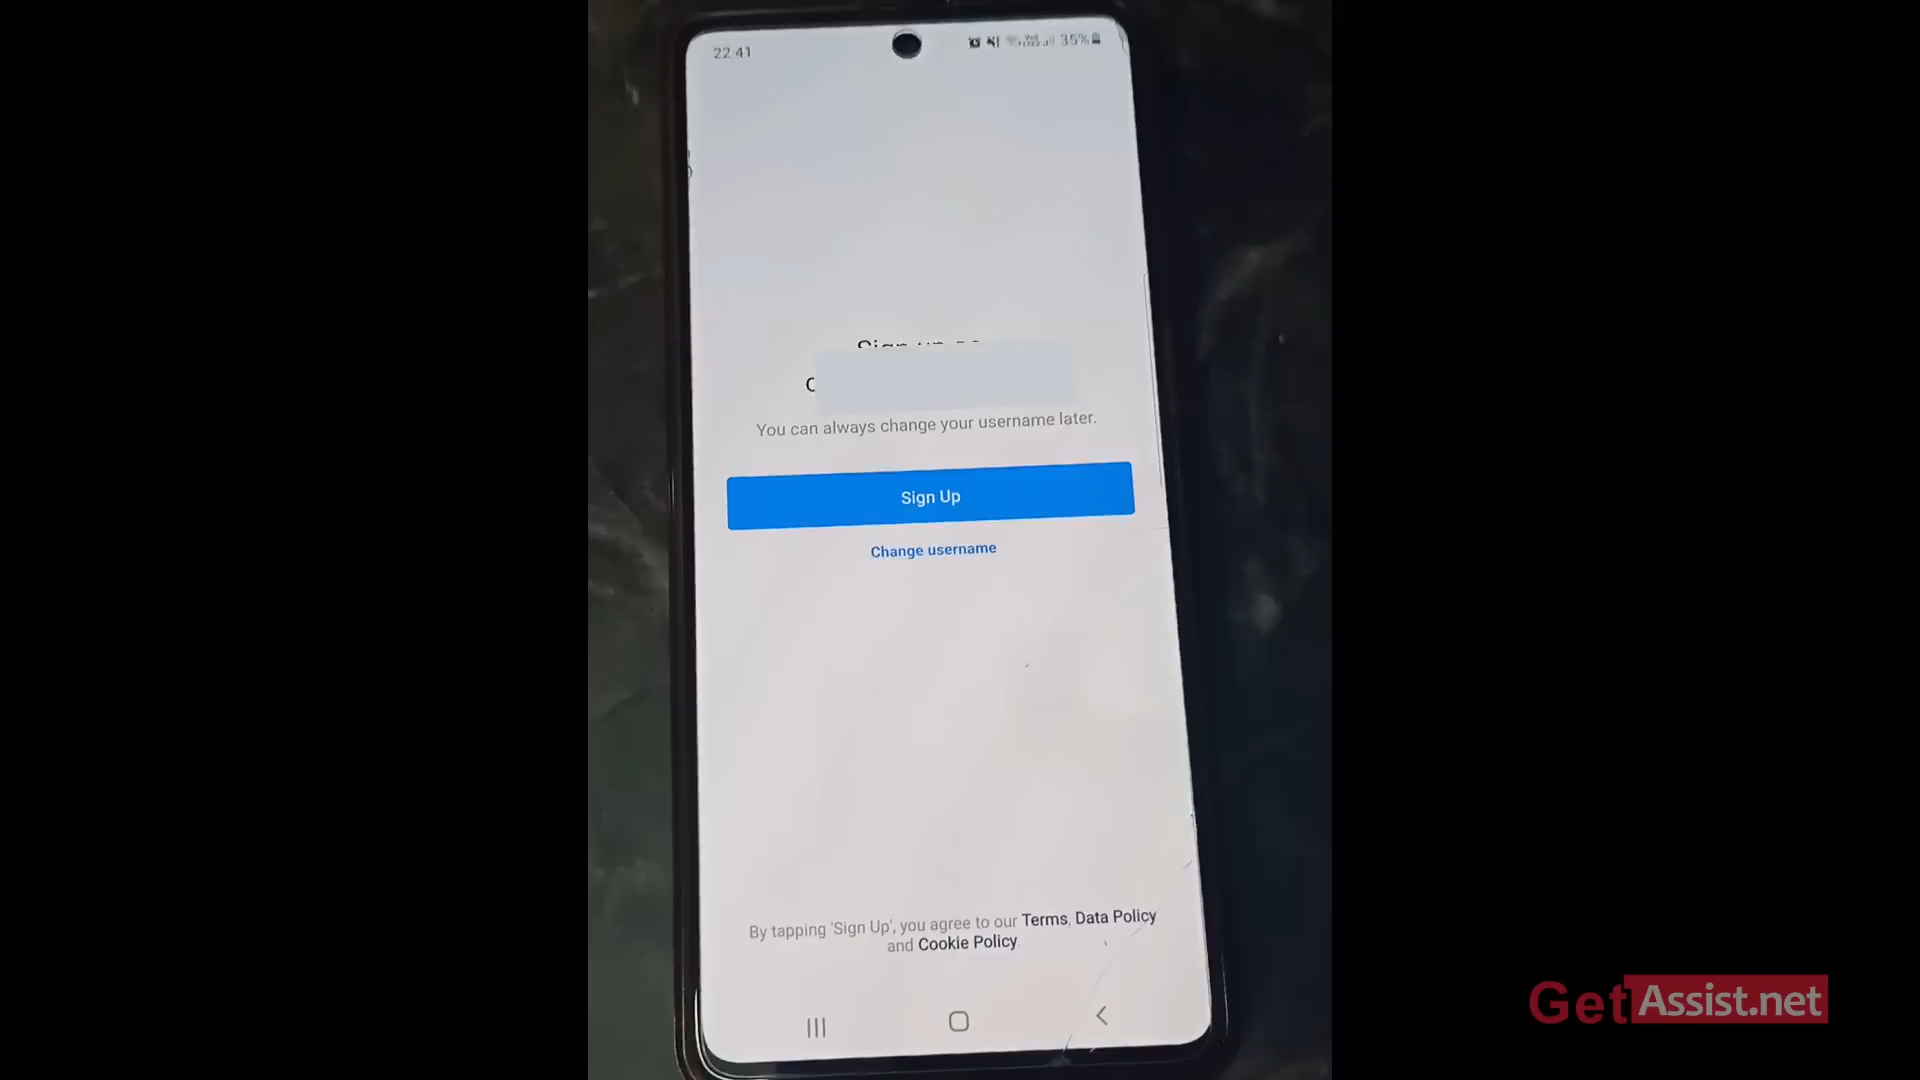 22:41
35%
You can always change your username later.
Sign Up
Change username
By tapping 'Sign Up', you agree to our Terms, Data Policy
and Cookie Policy
GetAssist.net